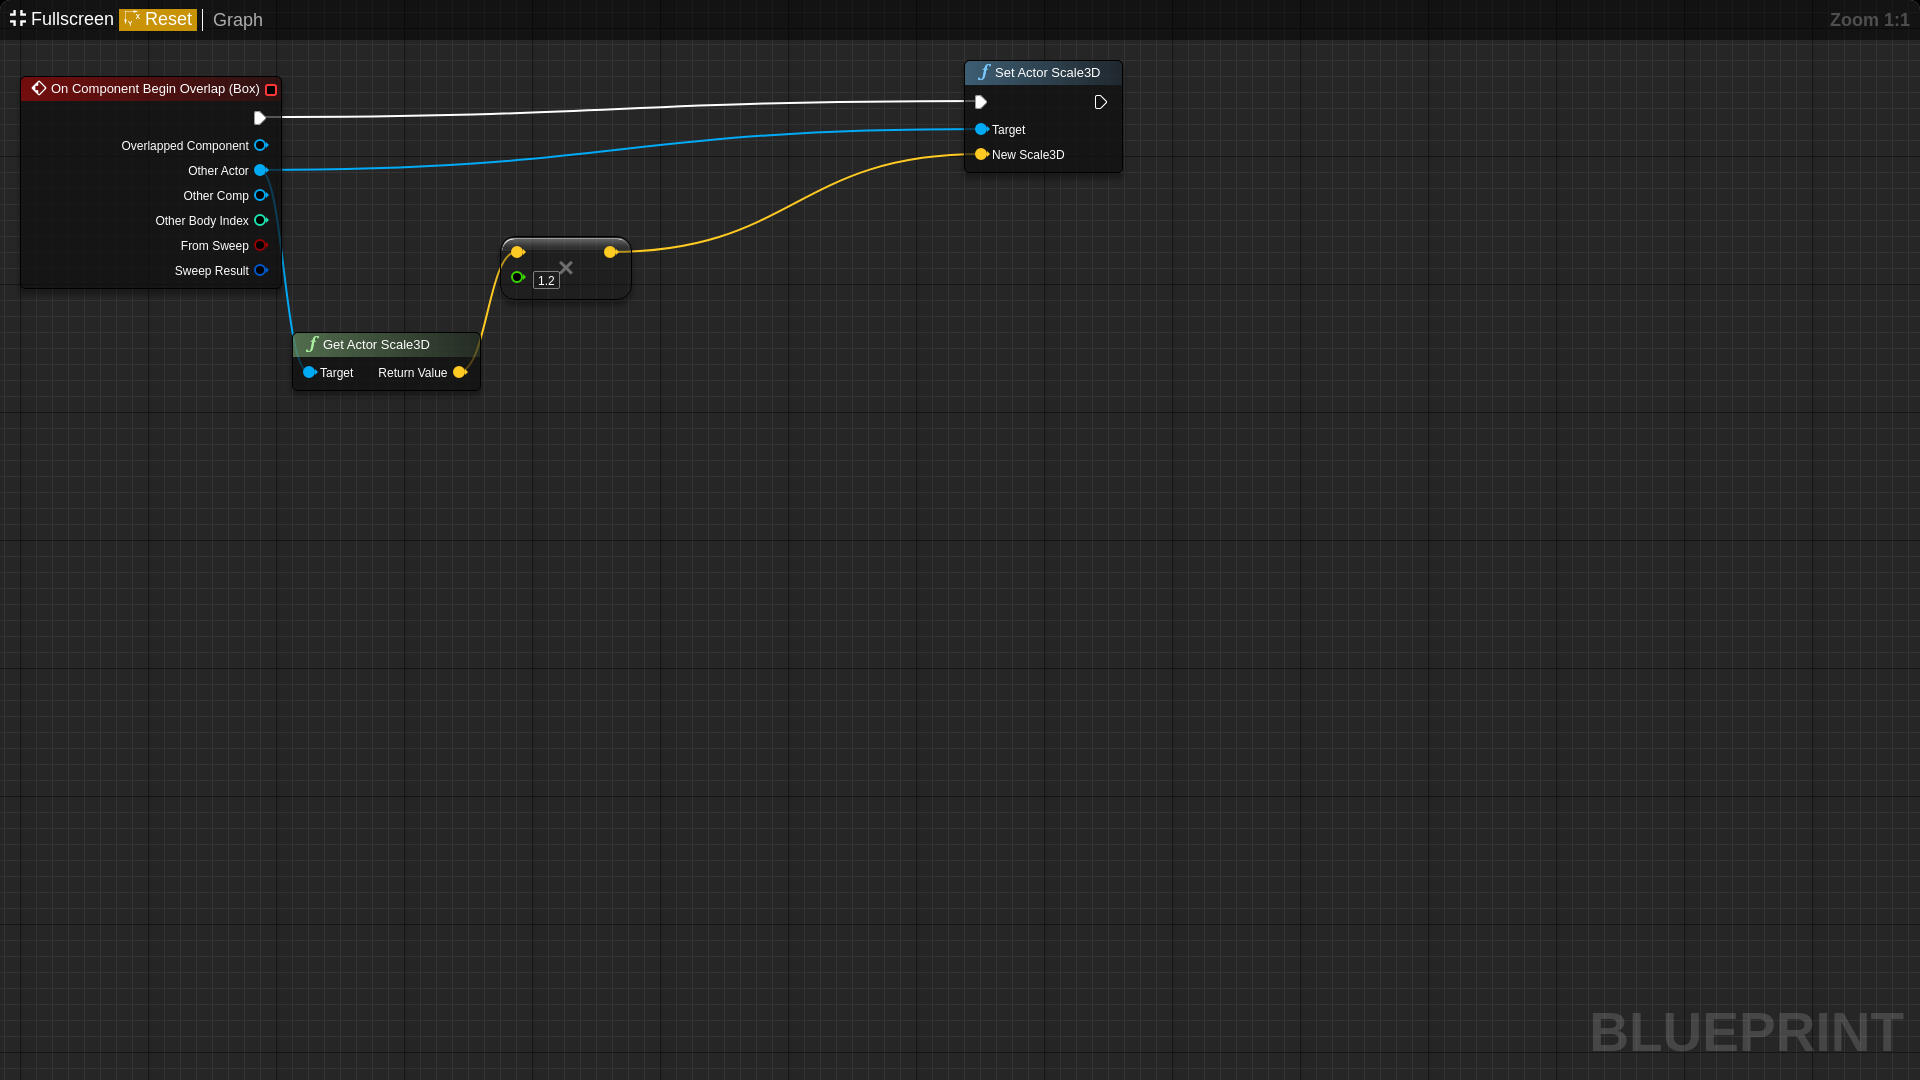 Fullscreen Reset Graph
Zoom 1:1
On Component Begin Overlap (Box)
Overlapped Component
Other Actor
Other Comp
Other Body Index
From Sweep
Sweep Result
Set Actor Scale3D
Target
New Scale3D
1.2
Get Actor Scale3D
Target Return Value
BLUEPRINT